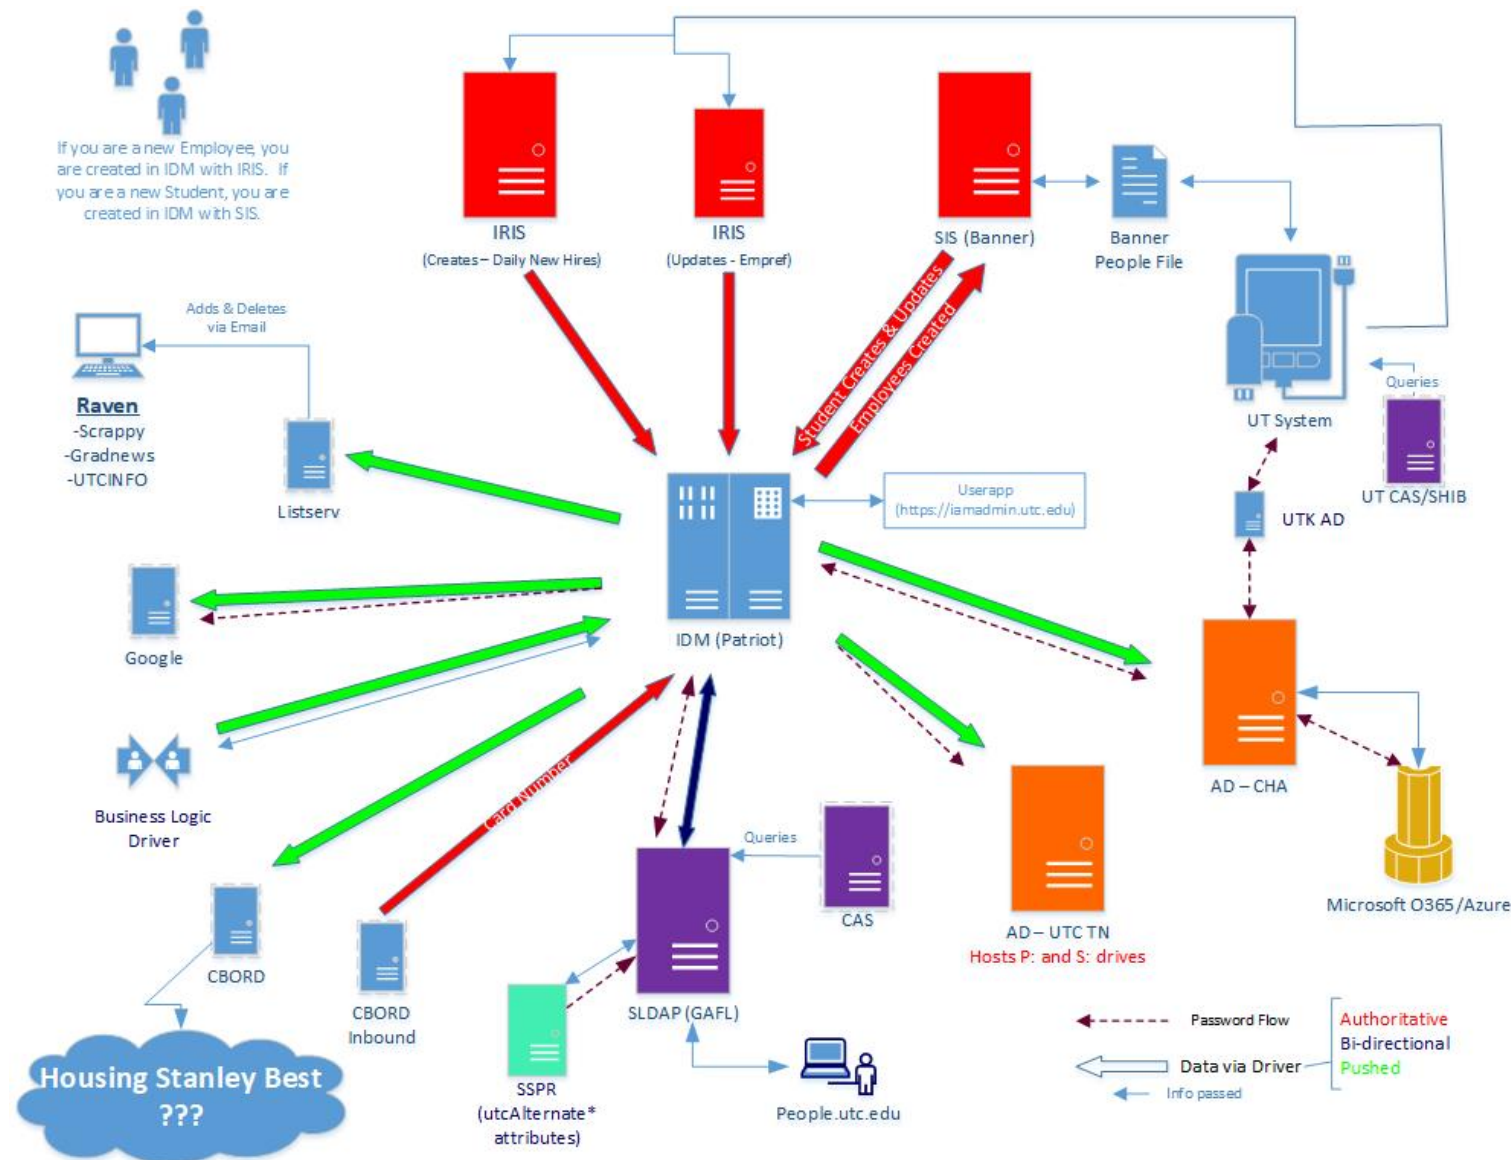 If you are a new Employee, you
are created in IDM with IRIS. If
you are a new Student, you are
created in IDM with SIS.
IRIS
(Creates – Daily New Hires)
IRIS
(Updates - Empref)
SIS (Banner)
Banner
People File
Student Creates & Updates
Employees Created
Adds & Deletes
via Email
Raven
-Scrappy
-Gradnews
-UTCINFO
Listserv
Queries
UT System
UT CAS/SHIB
UTK AD
Userapp
(https://iamadmin.utc.edu)
IDM (Patriot)
Google
Business Logic
Driver
Card Number
AD – CHA
Microsoft O365/Azure
Queries
CAS
AD – UTC TN
Hosts P: and S: drives
CBORD
CBORD
Inbound
SLDAP (GAFL)
SSPR
(utcAlternate*
attributes)
People.utc.edu
Housing Stanley Best
???
Password Flow
Data via Driver
Info passed
Authoritative
Bi-directional
Pushed